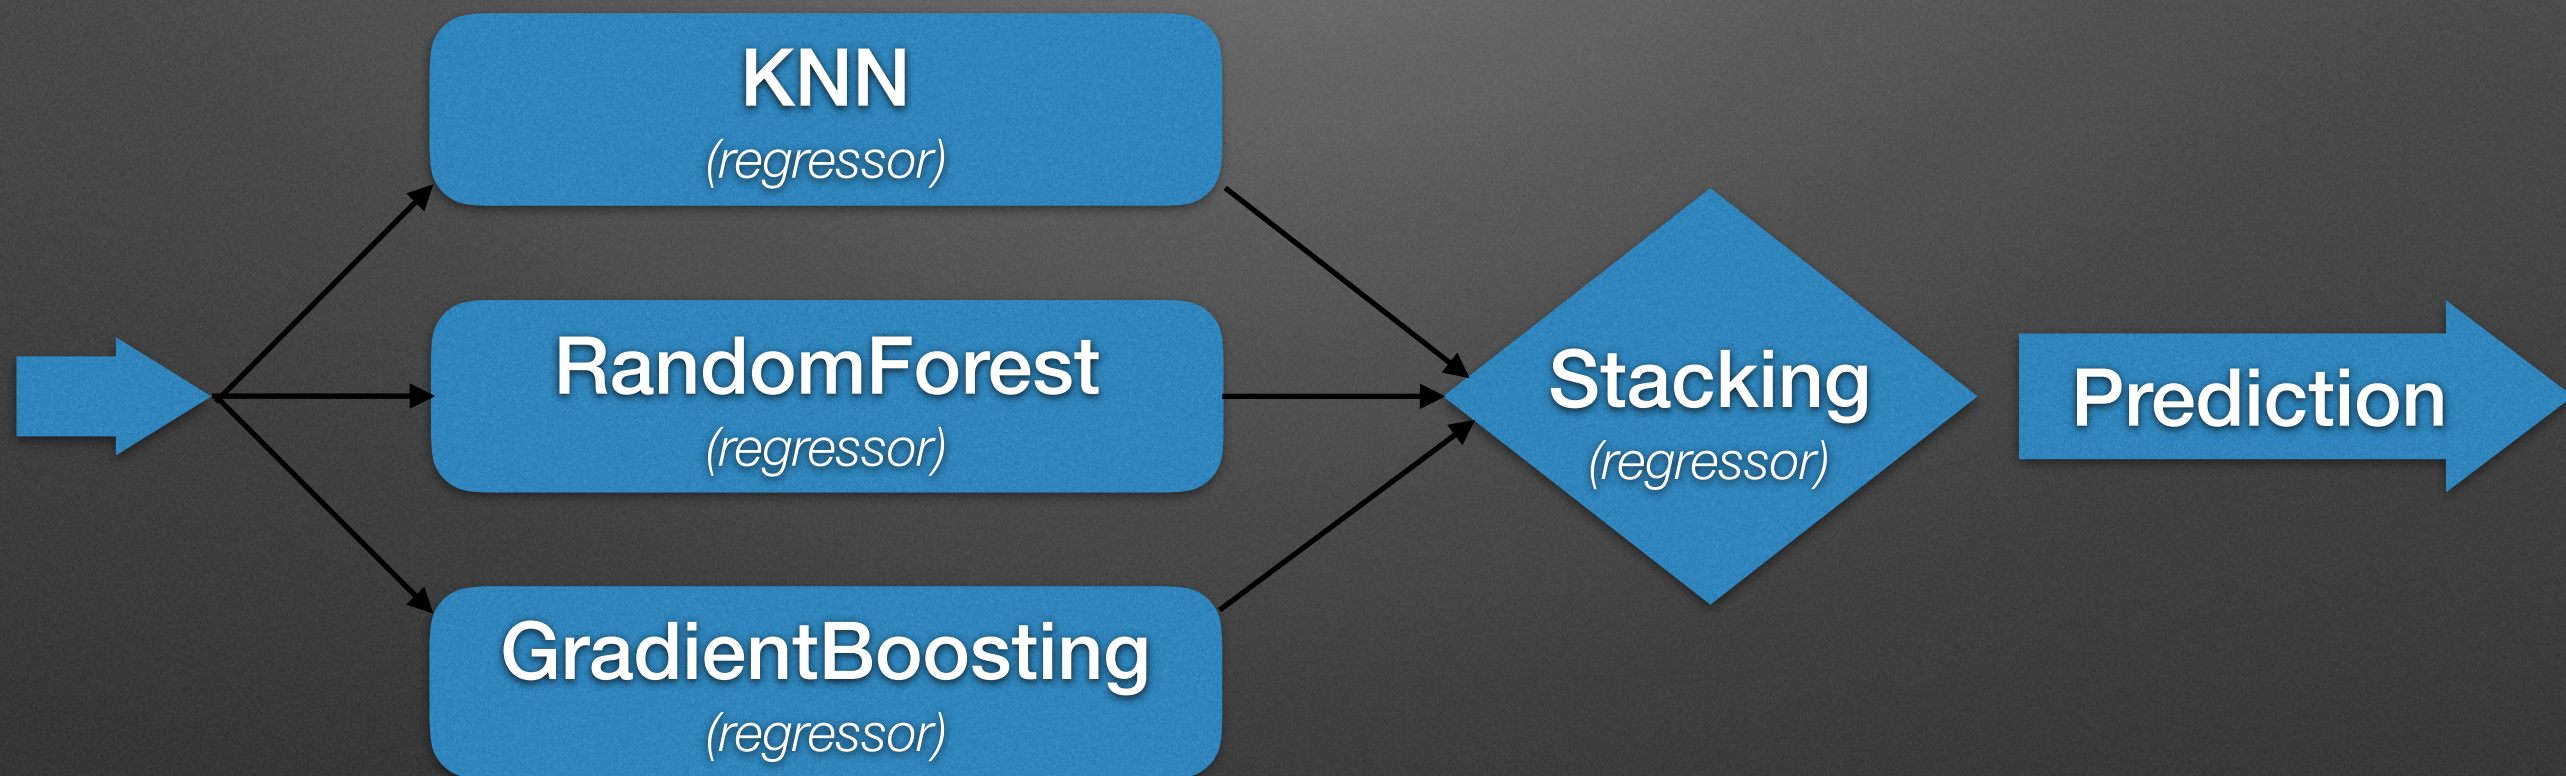 KNN
(regressor)
RandomForest
(regressor)
GradientBoosting
(regressor)
Stacking
(regressor)
Prediction